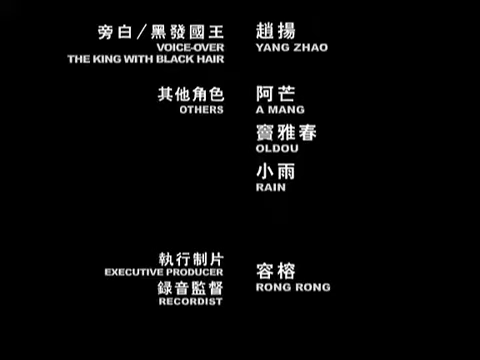 旁白/黑發國王 趙揚
VOICE-OVER YANG ZHAO
THE KING WITH BLACK HAIR
其他角色 阿芒
OTHERS A MANG
竇雅春
OLDOU
小雨
RAIN
執行制片
EXECUTIVE PRODUCER 容榕
錄音監督 RONG RONG
RECORDIST